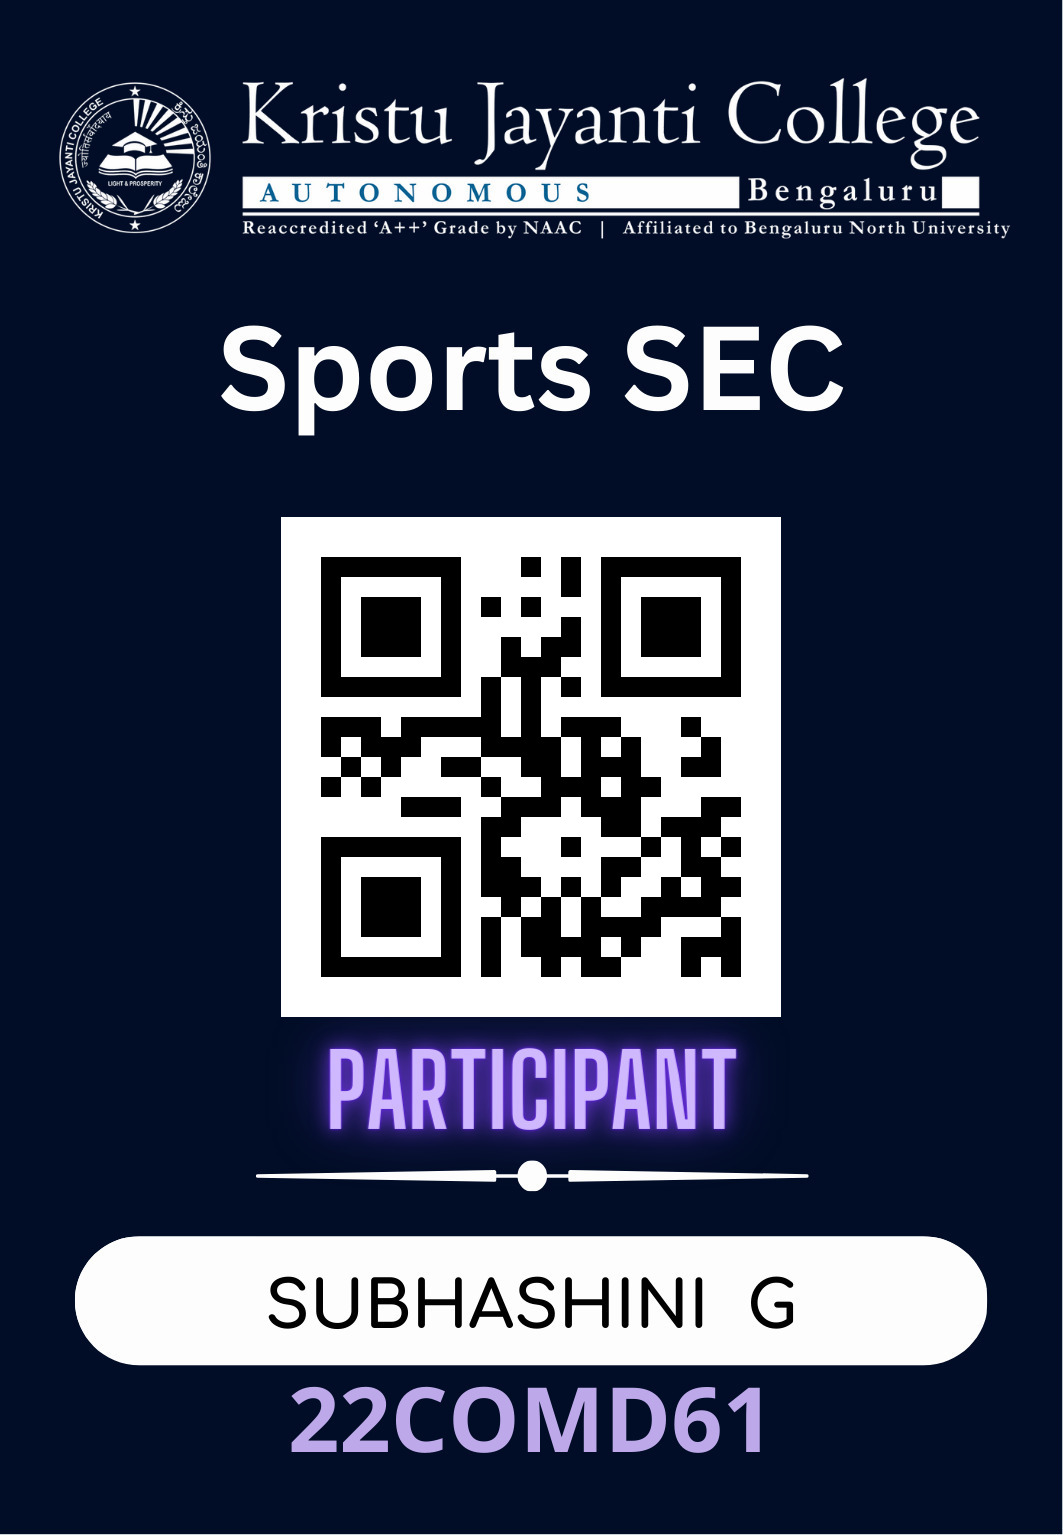 KRISTU JAYANTI COLLEGE
LIGHT & PROSPERITY
Kristu Jayanti College
AUTONOMOUS Bengaluru
Reaccredited ‘A++’ Grade by NAAC | Affiliated to Bengaluru North University
Sports SEC
PARTICIPANT
SUBHASHINI G
22COMD61